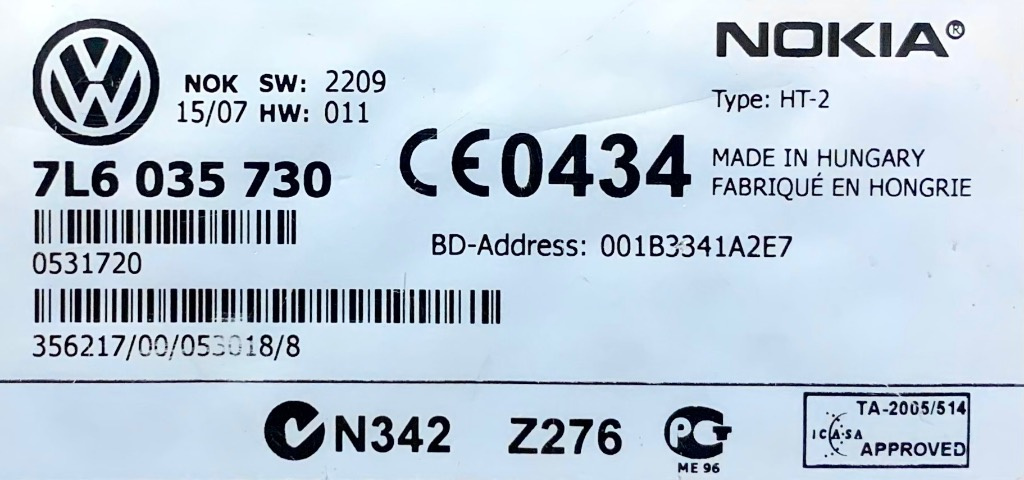 NOKIA®
NOK SW: 2209
15/07 HW: 011
Type: HT-2
7L6 035 730
CE0434
MADE IN HUNGARY
FABRIQUÉ EN HONGRIE
0531720
BD-Address: 001B3341A2E7
356217/00/053018/8
N342 Z276
ME 96
TA-2005/514
ICASA
APPROVED